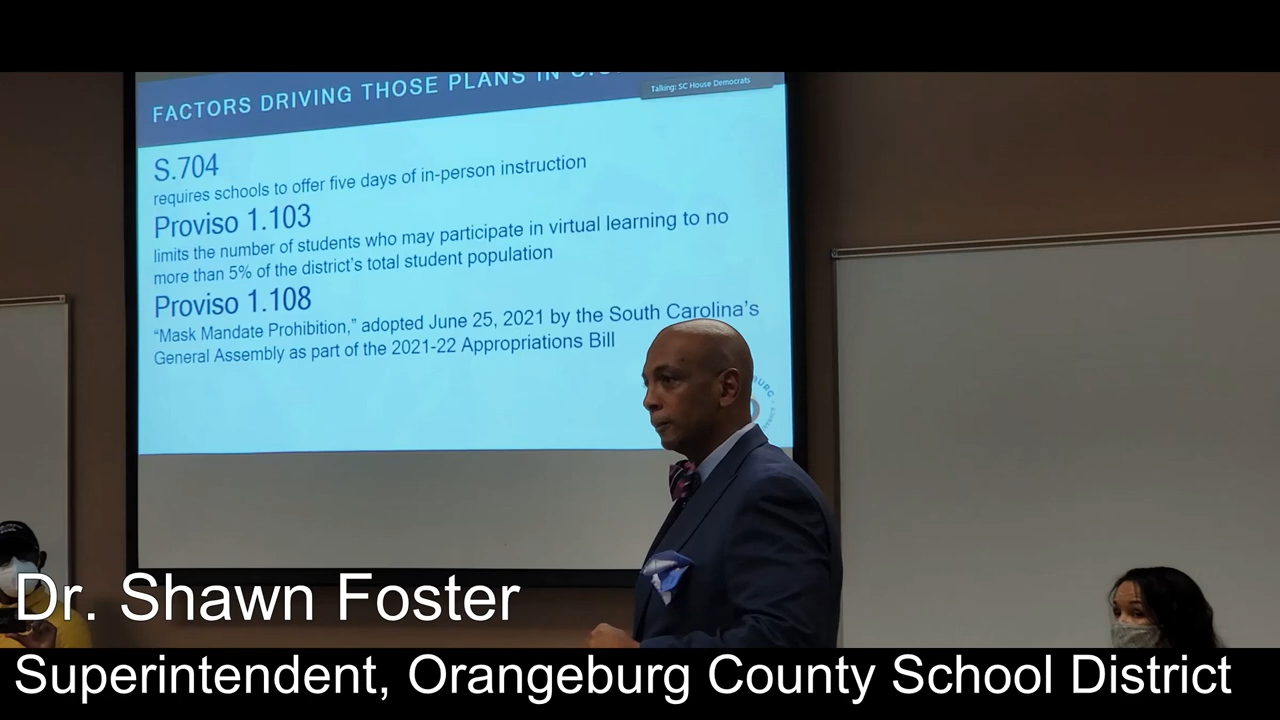 FACTORS DRIVING THOSE PLANS IN
Talking: SC House Democrats
S.704
requires schools to offer five days of in-person instruction
Proviso 1.103
limits the number of students who may participate in virtual learning to no
more than 5% of the district's total student population
Proviso 1.108
“Mask Mandate Prohibition,” adopted June 25, 2021 by the South Carolina's
General Assembly as part of the 2021-22 Appropriations Bill
Dr. Shawn Foster
Superintendent, Orangeburg County School District